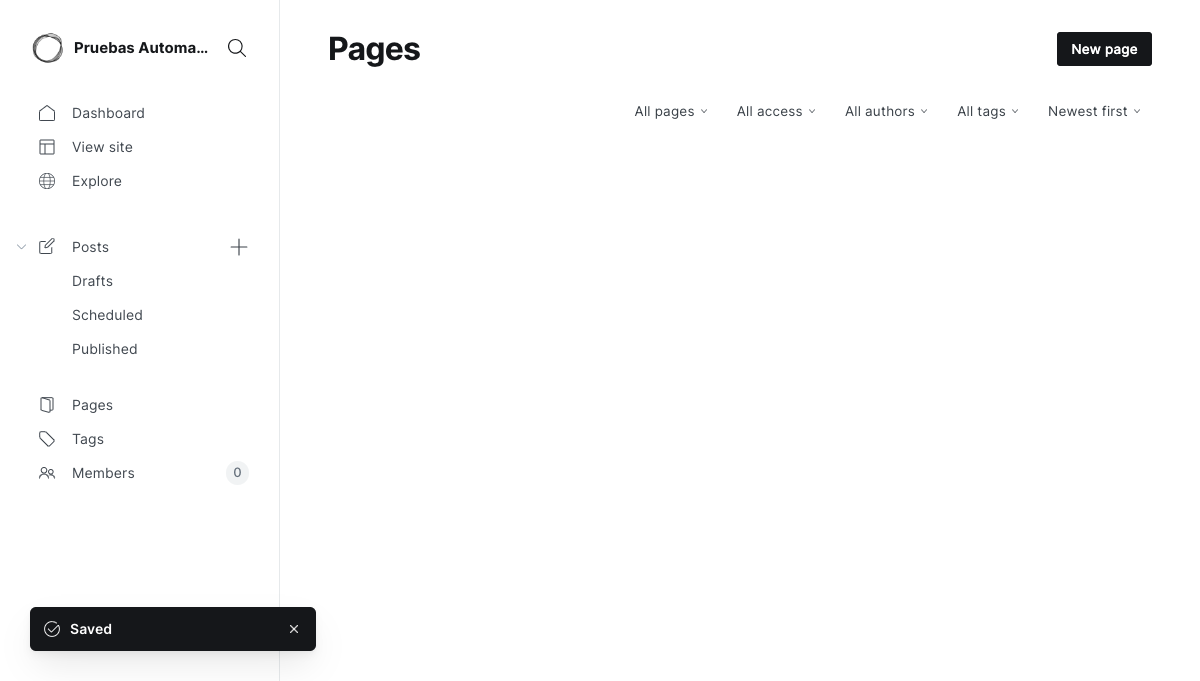 Pruebas Automa...
Dashboard
View site
Explore
Posts
Drafts
Scheduled
Published
Pages
Tags
Members 0
Saved
Pages
New page
All pages All access All authors All tags Newest first